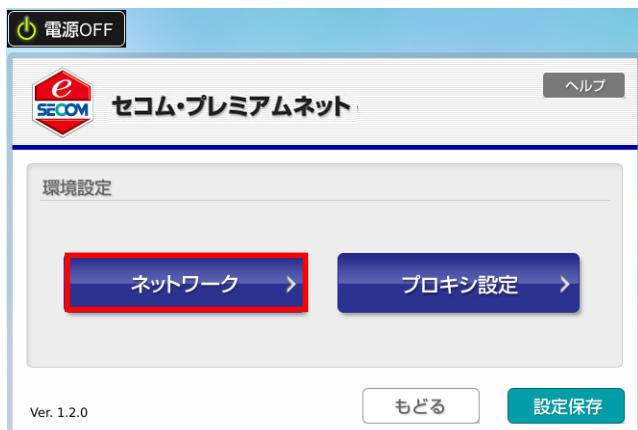 電源OFF
e
SECOM
セコム・プレミアムネット
ヘルプ
環境設定
ネットワーク
プロキシ設定
Ver. 1.2.0
もどる
設定保存